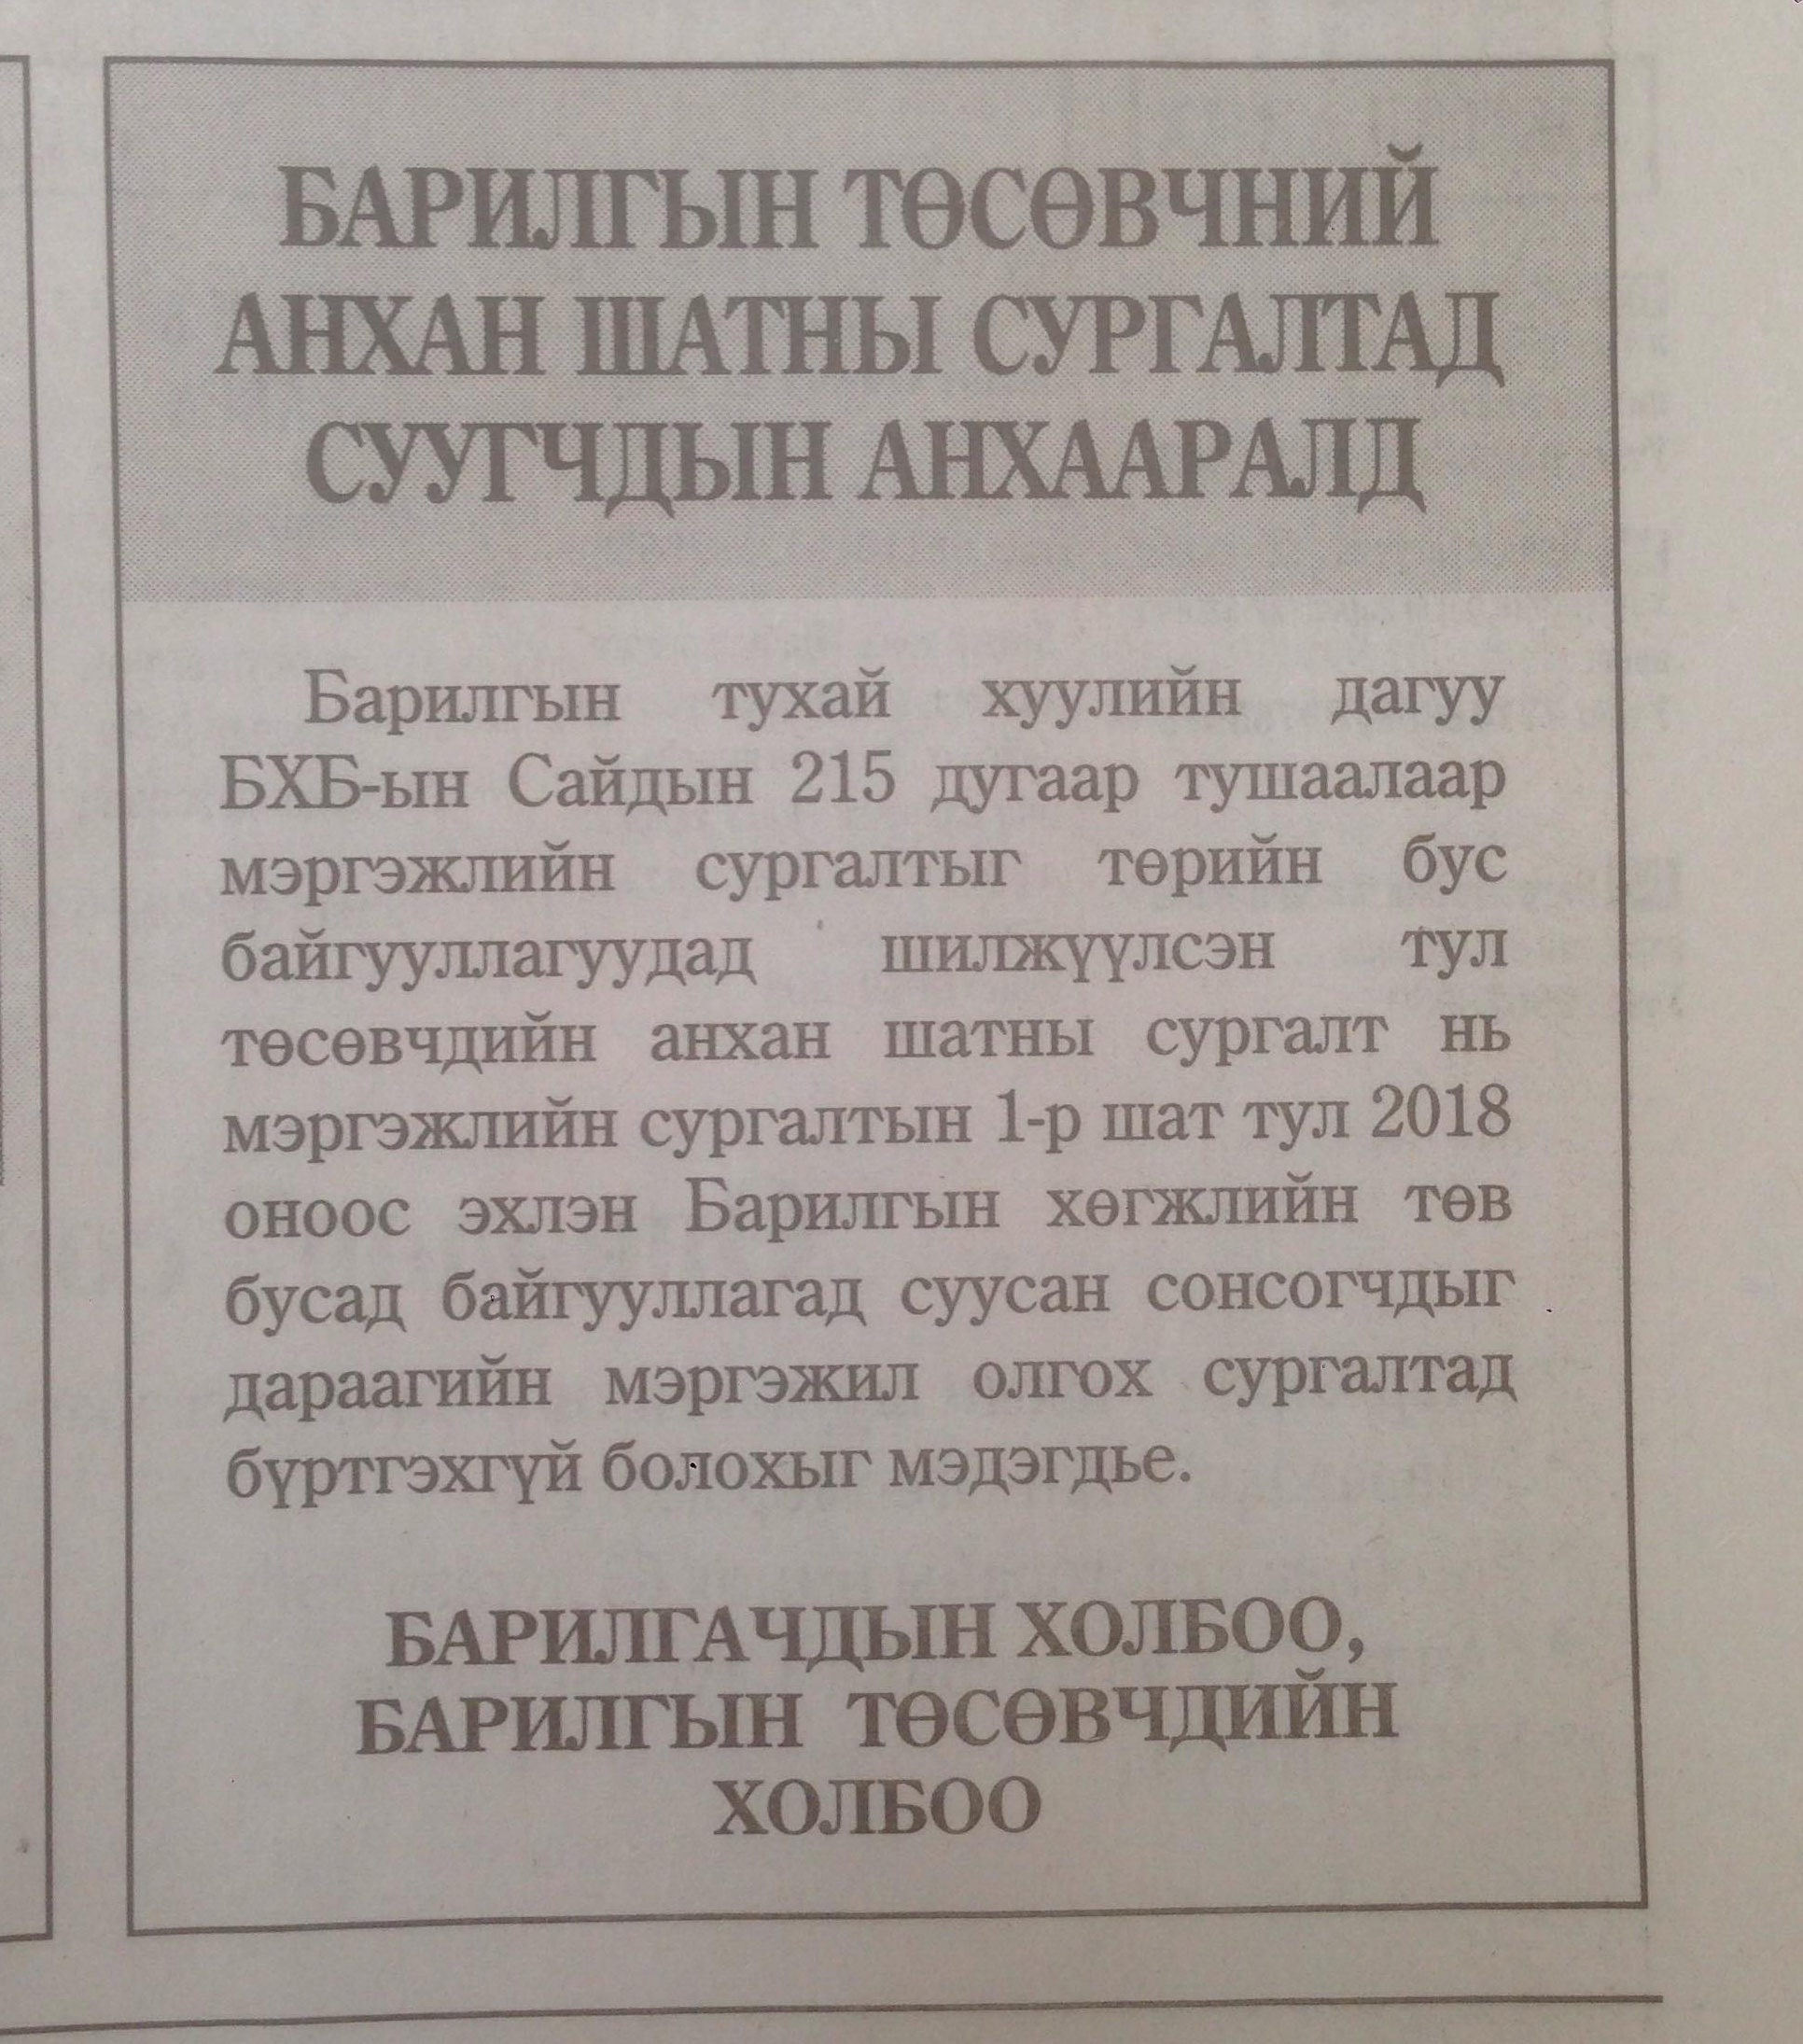 БАРИЛГЫН ТӨСӨВЧНИЙ
АНХАН ШАТНЫ СУРГАЛТАД
СУУГЧДЫН АНХААРАЛД
Барилгын тухай хуулийн дагуу
БХБ-ын Сайдын 215 дугаар тушаалаар
мэргэжлийн сургалтыг төрийн бус
байгууллагуудад шилжүүлсэн тул
төсөвчдийн анхан шатны сургалт нь
мэргэжлийн сургалтын 1-р шат тул 2018
оноос эхлэн Барилгын хөгжлийн төв
бусад байгууллагад суусан сонсогчдыг
дараагийн мэргэжил олгох сургалтад
бүртгэхгүй болохыг мэдэгдье.
БАРИЛГАЧДЫН ХОЛБОО,
БАРИЛГЫН ТӨСӨВЧДИЙН
ХОЛБОО